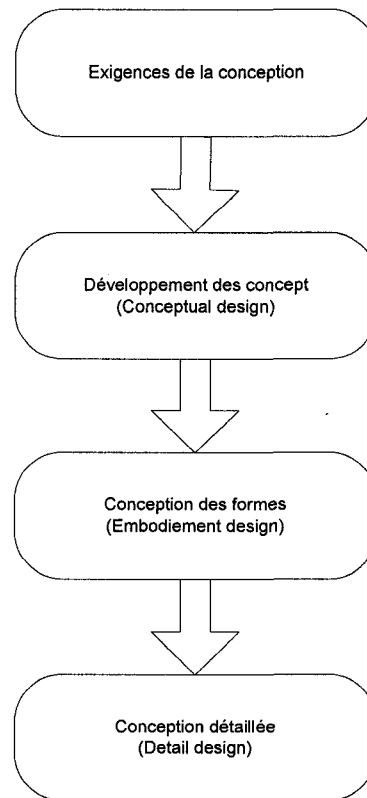 Exigences de la conception
Développement des concept
(Conceptual design)
Conception des formes
(Embodiement design)
Conception détaillée
(Detail design)